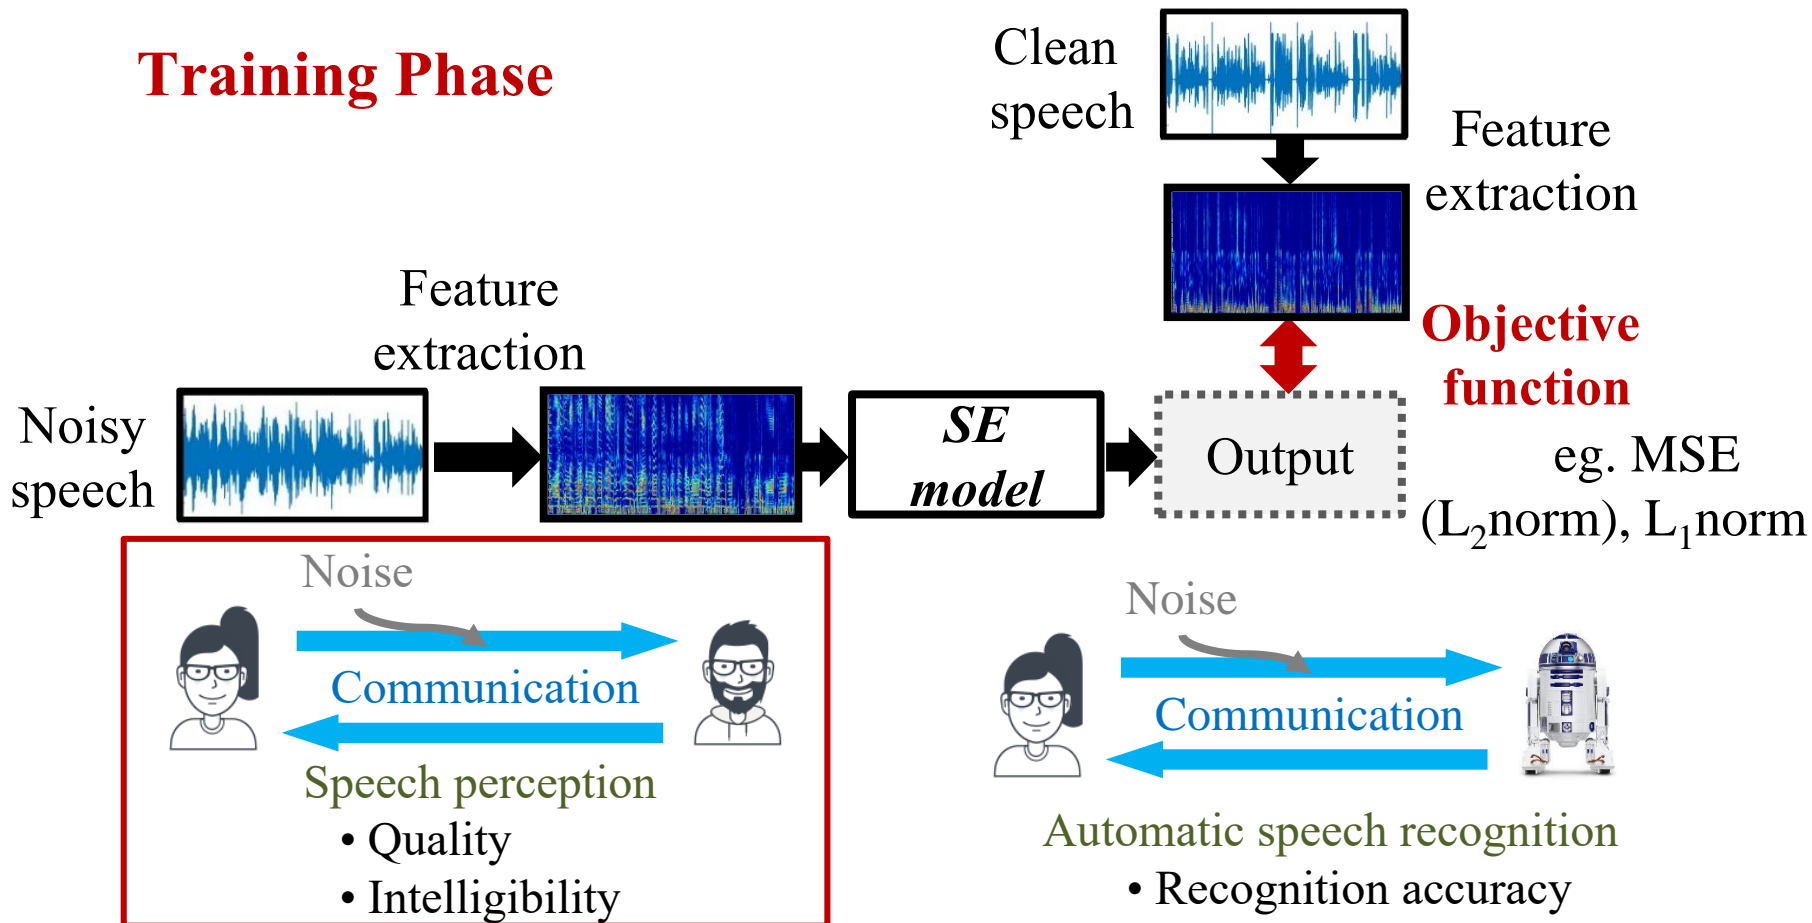 Training Phase
Clean
speech
Feature
extraction
Feature
extraction
Objective
function
Noisy
speech
SE
model
Output
eg. MSE
(L₂norm), L₁norm
Noise
Communication
Speech perception
• Quality
• Intelligibility
Noise
Communication
Automatic speech recognition
• Recognition accuracy